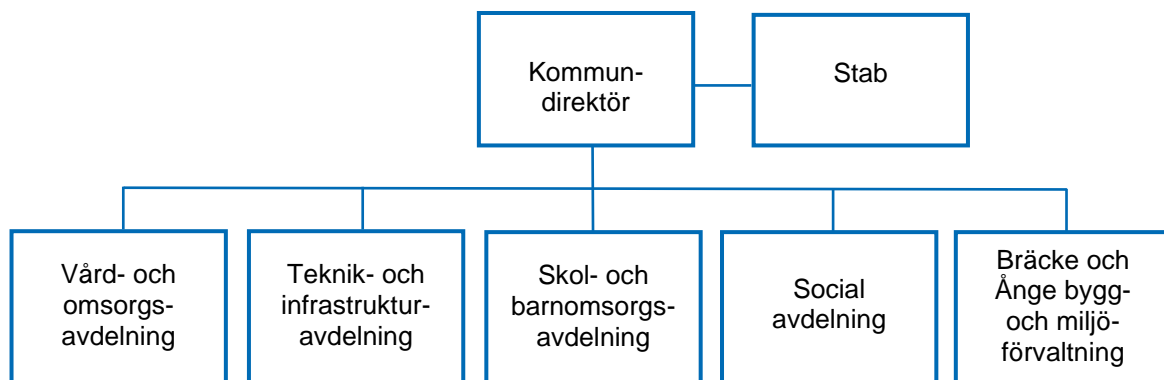 Kommun-
direktör
Stab
Vård- och
omsorgs-
avdelning
Teknik- och
infrastruktur-
avdelning
Skol- och
barnomsorgs-
avdelning
Social
avdelning
Bräcke och
Ånge bygg-
och miljö-
förvaltning